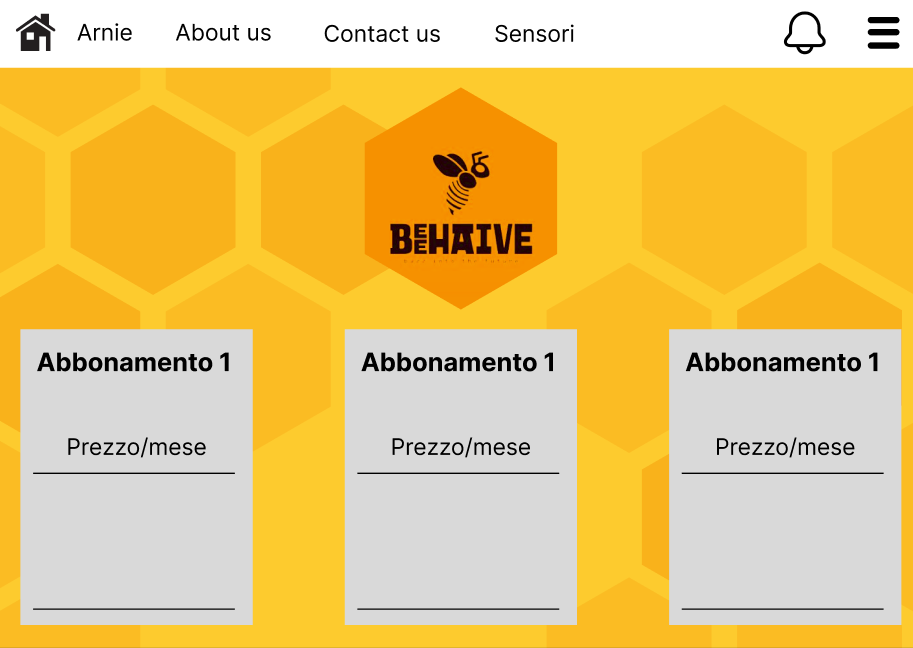 Arnie About us Contact us Sensori
BEEHAIVE
Abbonamento 1 Abbonamento 1 Abbonamento 1
Prezzo/mese Prezzo/mese Prezzo/mese